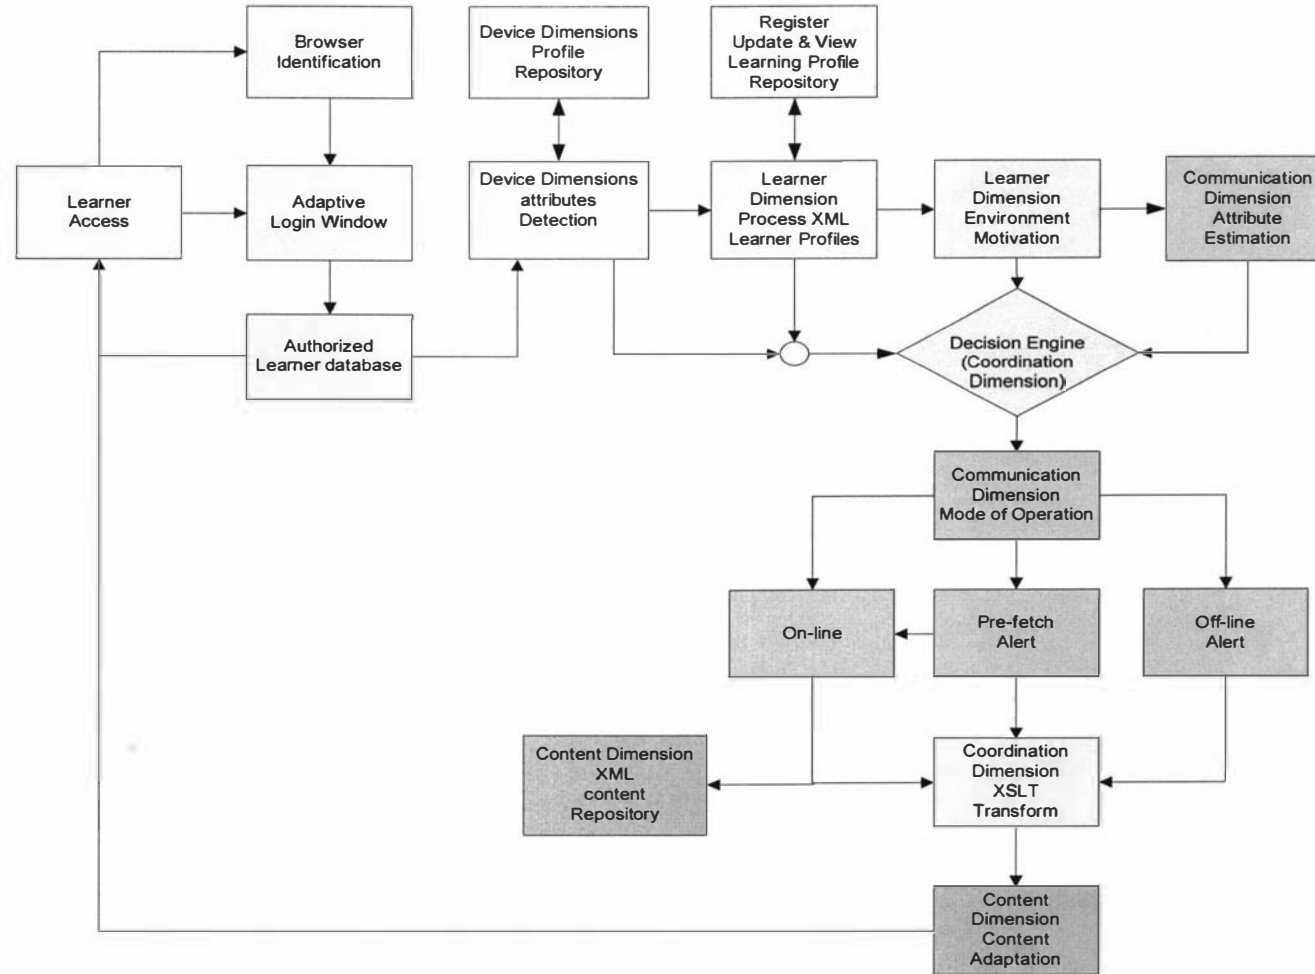 Browser
Identification
Device Dimensions
Profile
Repository
Register
Update & View
Learning Profile
Repository
Learner
Access
Adaptive
Login Window
Device Dimensions
attributes
Detection
Learner
Dimension
Process XML
Learner Profiles
Learner
Dimension
Environment
Motivation
Communication
Dimension
Attribute
Estimation
Authorized
Learner database
Decision Engine
(Coordination
Dimension)
Communication
Dimension
Mode of Operation
On-line
Pre-fetch
Alert
Off-line
Alert
Content Dimension
XML
content
Repository
Coordination
Dimension
XSLT
Transform
Content
Dimension
Content
Adaptation